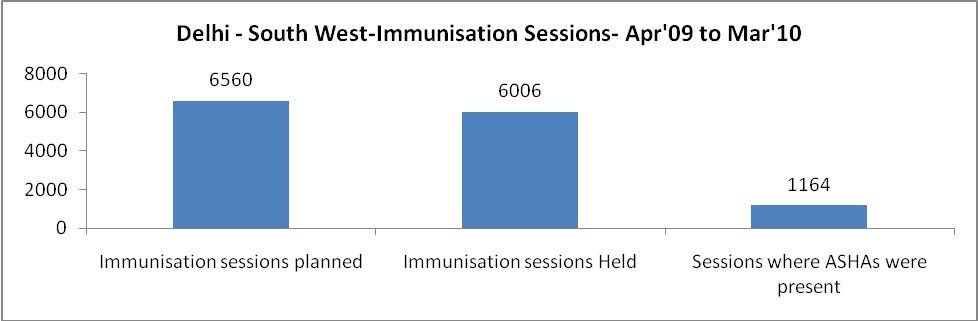 Delhi - South West-Immunisation Sessions- Apr'09 to Mar'10
8000
6000
4000
2000
0
6560
6006
1164
Immunisation sessions planned
Immunisation sessions Held
Sessions where ASHAs were
present